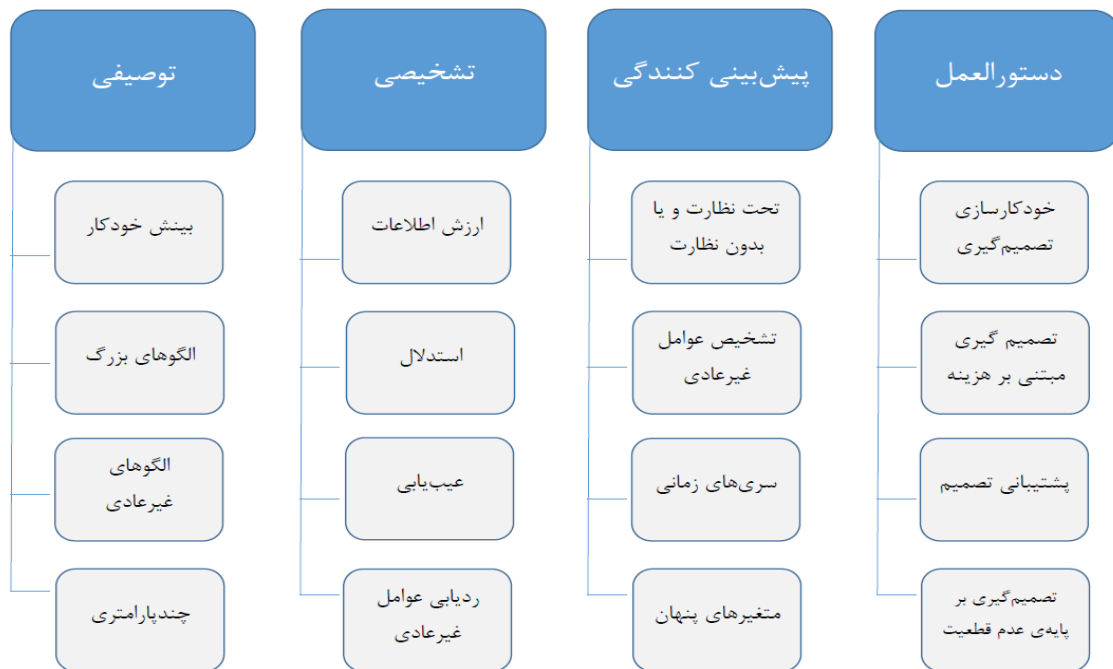 دستورالعمل
خودکارسازی
تصمیم‌گیری
تصمیم گیری
مبتنی بر هزینه
پشتیبانی تصمیم
تصمیم‌گیری بر
پایه‌ی عدم قطعیت
پیش‌بینی کنندگی
تحت نظارت و یا
بدون نظارت
تشخیص عوامل
غیرعادی
سری‌های زمانی
متغیرهای پنهان
تشخیصی
ارزش اطلاعات
استدلال
عیب‌یابی
ردیابی عوامل
غیرعادی
توصیفی
بینش خودکار
الگوهای بزرگ
الگوهای
غیرعادی
چندپارامتری